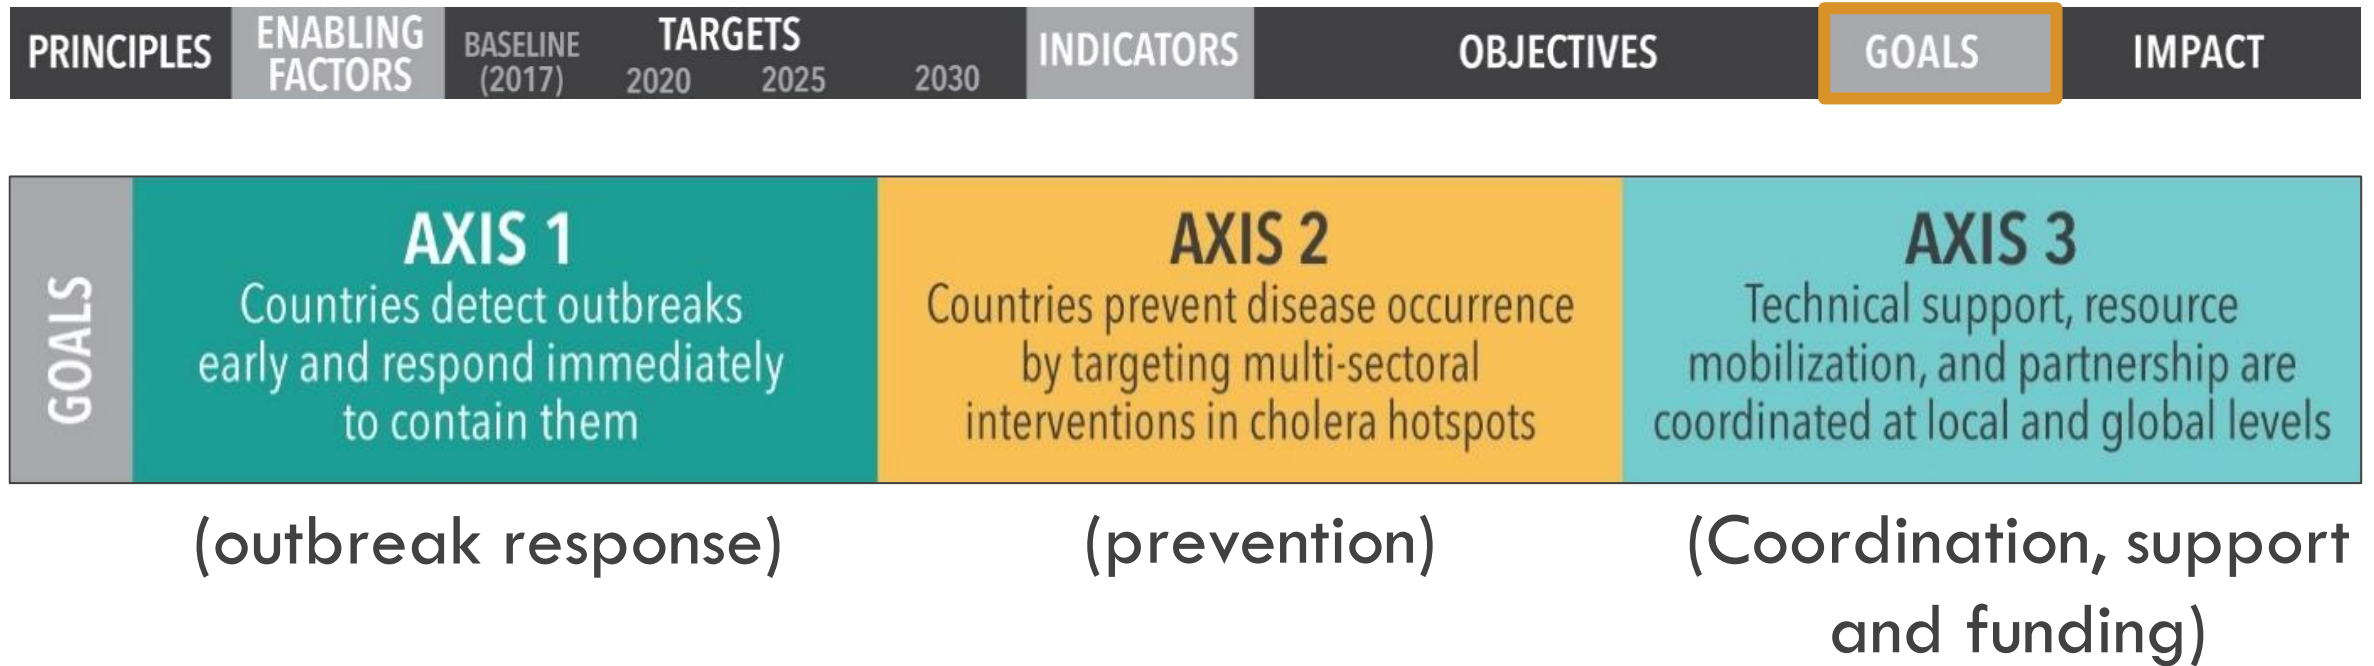 PRINCIPLES
ENABLING
FACTORS
BASELINE
(2017)
TARGETS
2020 2025 2030
INDICATORS
OBJECTIVES
GOALS
IMPACT
GOALS
AXIS 1
Countries detect outbreaks
early and respond immediately
to contain them
AXIS 2
Countries prevent disease occurrence
by targeting multi-sectoral
interventions in cholera hotspots
AXIS 3
Technical support, resource
mobilization, and partnership are
coordinated at local and global levels
(outbreak response)
(prevention)
(Coordination, support
and funding)